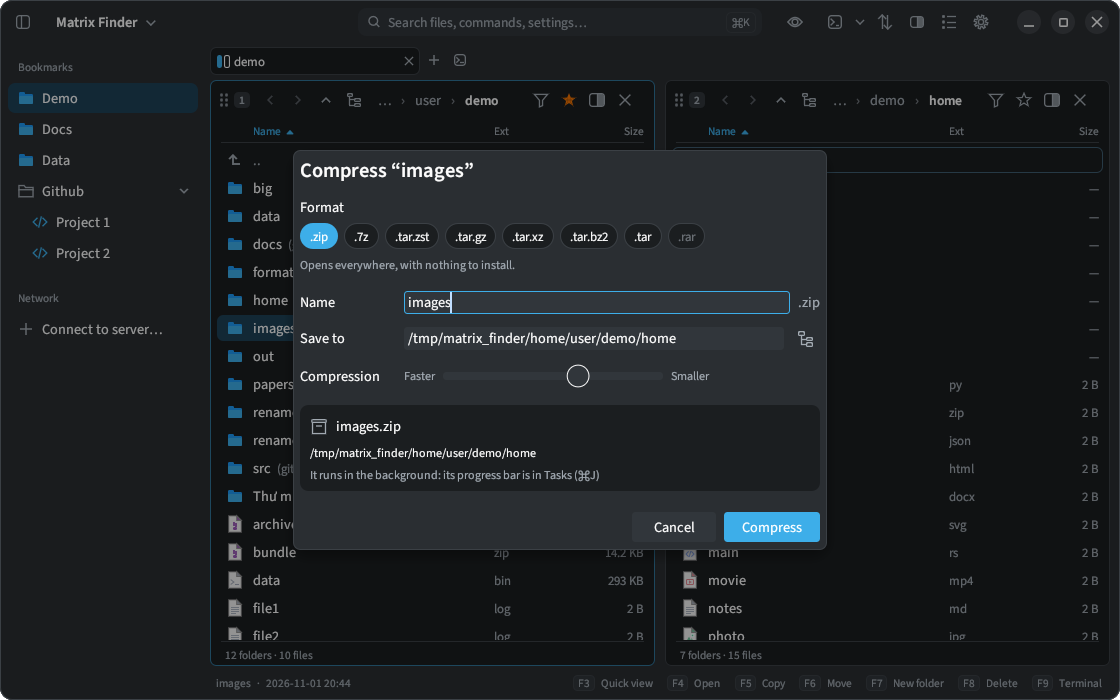 Matrix Finder
Search files, commands, settings…
⌘K
Bookmarks
Demo
Docs
Data
Github
Project 1
Project 2
Network
Connect to server…
demo
1
… › user › demo
Name Ext Size
..
big
data
docs
format
home
images
out
papers
renam
renam
src (git
Thư m
archiv
bundle zip 14.2 KB
data bin 293 KB
file1 log 2 B
file2 log 2 B
12 folders · 10 files
2
… › demo › home
Name Ext Size
—
—
—
—
—
—
—
py 2 B
zip 2 B
json 2 B
html 2 B
docx 2 B
svg 2 B
main rs 2 B
movie mp4 2 B
notes md 2 B
photo jpg 2 B
7 folders · 15 files
Compress “images”
Format
.zip .7z .tar.zst .tar.gz .tar.xz .tar.bz2 .tar .rar
Opens everywhere, with nothing to install.
Name images .zip
Save to /tmp/matrix_finder/home/user/demo/home
Compression Faster Smaller
images.zip
/tmp/matrix_finder/home/user/demo/home
It runs in the background: its progress bar is in Tasks (⌘J)
Cancel Compress
images · 2026-11-01 20:44
F3 Quick view F4 Open F5 Copy F6 Move F7 New folder F8 Delete F9 Terminal